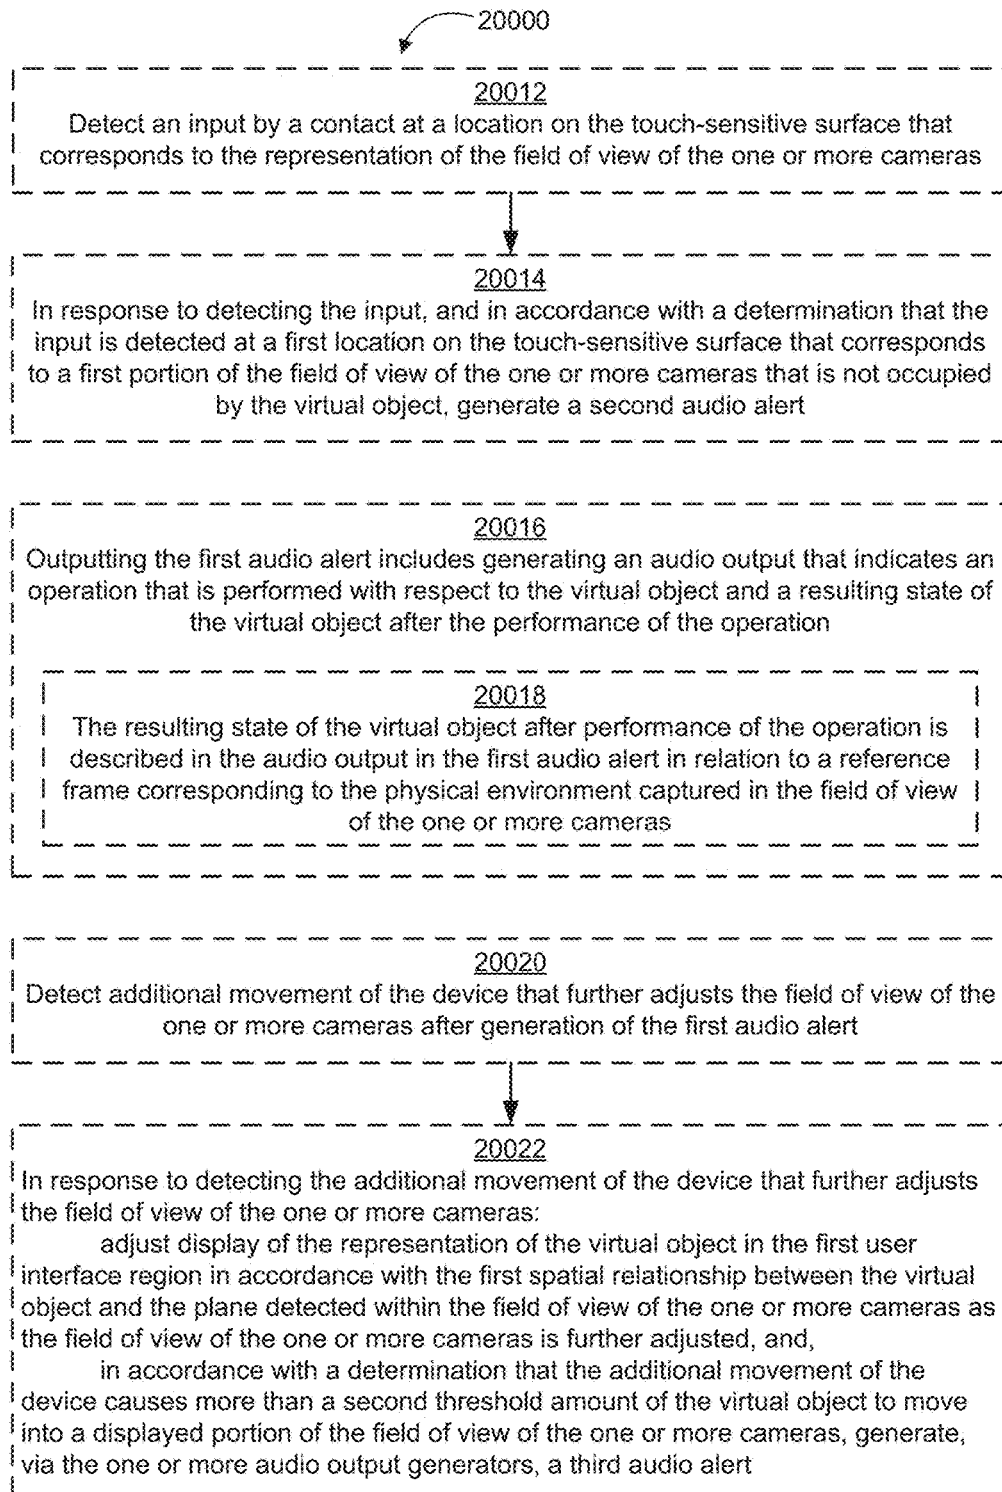 20000
20012
Detect an input by a contact at a location on the touch-sensitive surface that
corresponds to the representation of the field of view of the one or more cameras
20014
In response to detecting the input, and in accordance with a determination that the
input is detected at a first location on the touch-sensitive surface that corresponds
to a first portion of the field of view of the one or more cameras that is not occupied
by the virtual object, generate a second audio alert
20016
Outputting the first audio alert includes generating an audio output that indicates an
operation that is performed with respect to the virtual object and a resulting state of
the virtual object after the performance of the operation
20018
The resulting state of the virtual object after performance of the operation is
described in the audio output in the first audio alert in relation to a reference
frame corresponding to the physical environment captured in the field of view
of the one or more cameras
20020
Detect additional movement of the device that further adjusts the field of view of the
one or more cameras after generation of the first audio alert
20022
In response to detecting the additional movement of the device that further adjusts
the field of view of the one or more cameras:
adjust display of the representation of the virtual object in the first user
interface region in accordance with the first spatial relationship between the virtual
object and the plane detected within the field of view of the one or more cameras as
the field of view of the one or more cameras is further adjusted, and,
in accordance with a determination that the additional movement of the
device causes more than a second threshold amount of the virtual object to move
into a displayed portion of the field of view of the one or more cameras, generate,
via the one or more audio output generators, a third audio alert